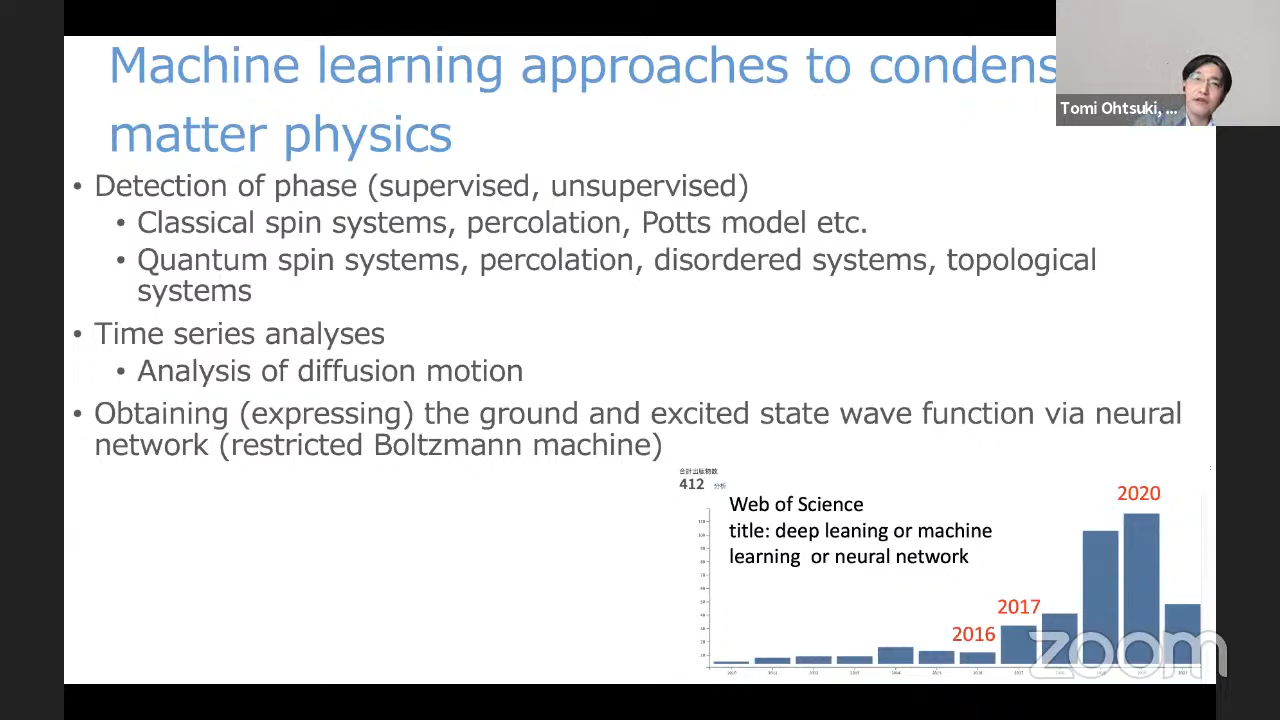 Machine learning approaches to condens
matter physics
Tomi Ohtsuki, ...
• Detection of phase (supervised, unsupervised)
• Classical spin systems, percolation, Potts model etc.
• Quantum spin systems, percolation, disordered systems, topological
systems
• Time series analyses
• Analysis of diffusion motion
• Obtaining (expressing) the ground and excited state wave function via neural
network (restricted Boltzmann machine)
合計出版物数
412 分析
Web of Science
title: deep leaning or machine
learning or neural network
2016
2017
2020
zoom